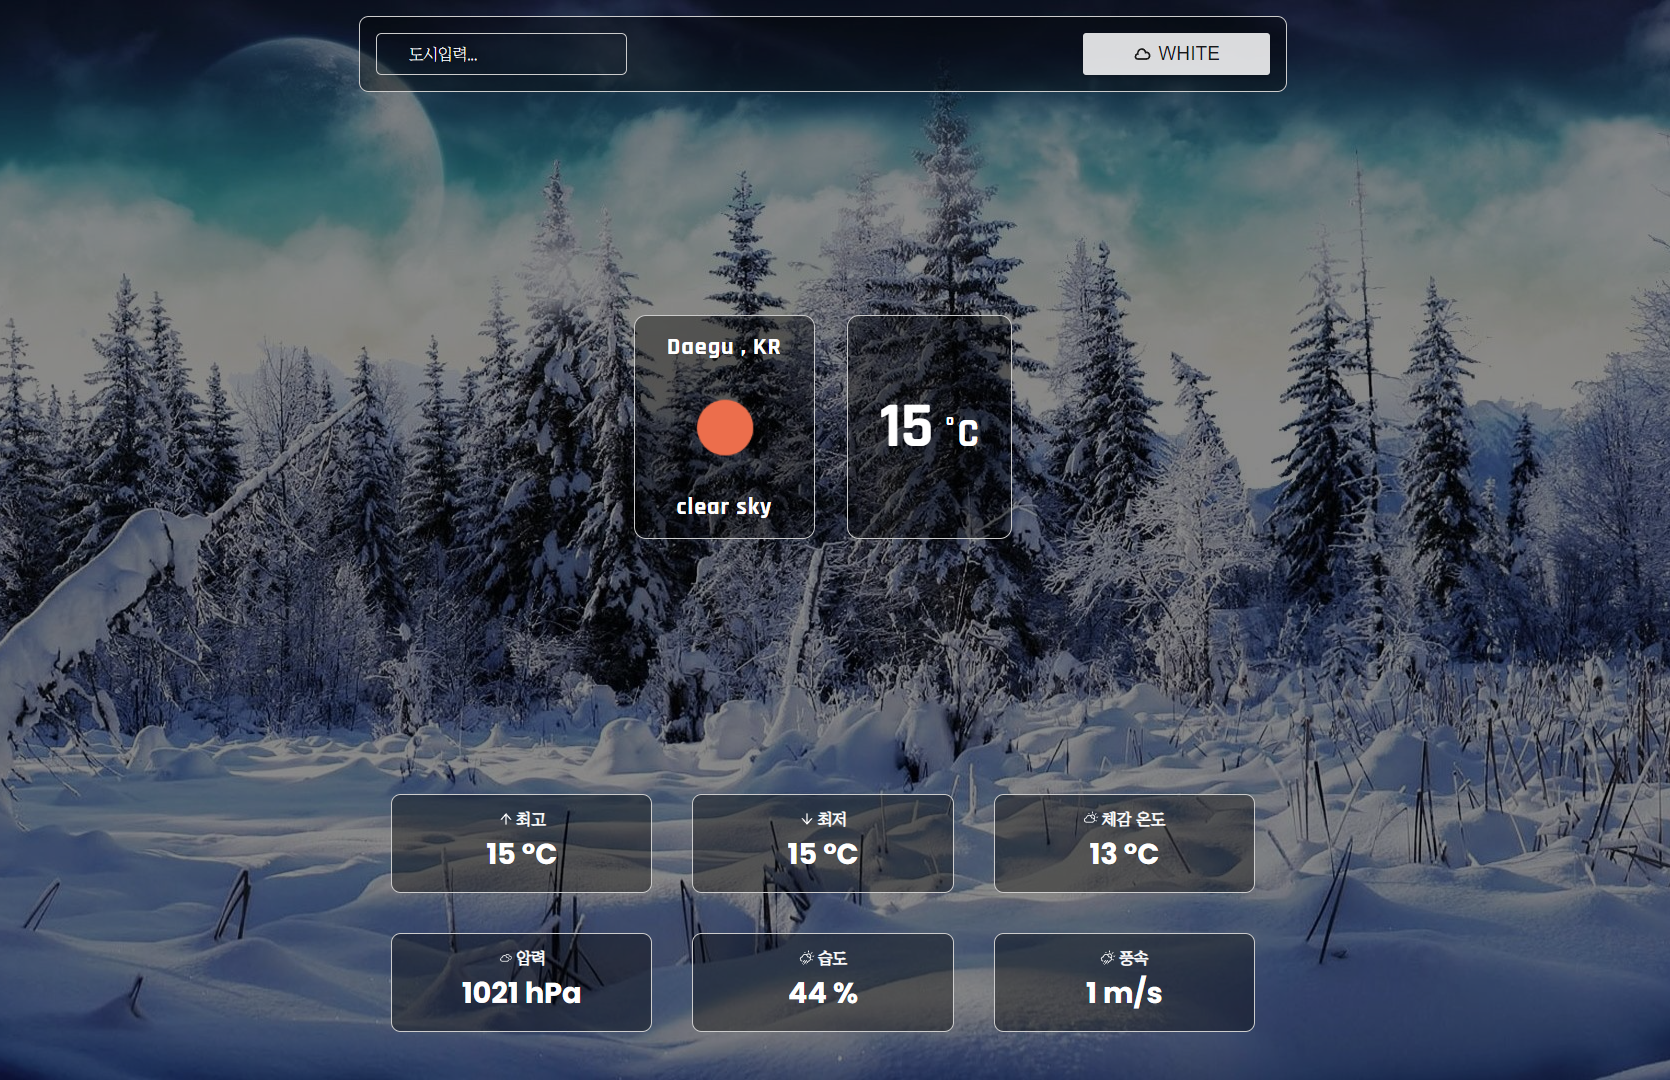 도시입력...
WHITE
Daegu , KR
clear sky
15 °C
최고
15 °C
최저
15 °C
체감 온도
13 °C
압력
1021 hPa
습도
44 %
풍속
1 m/s